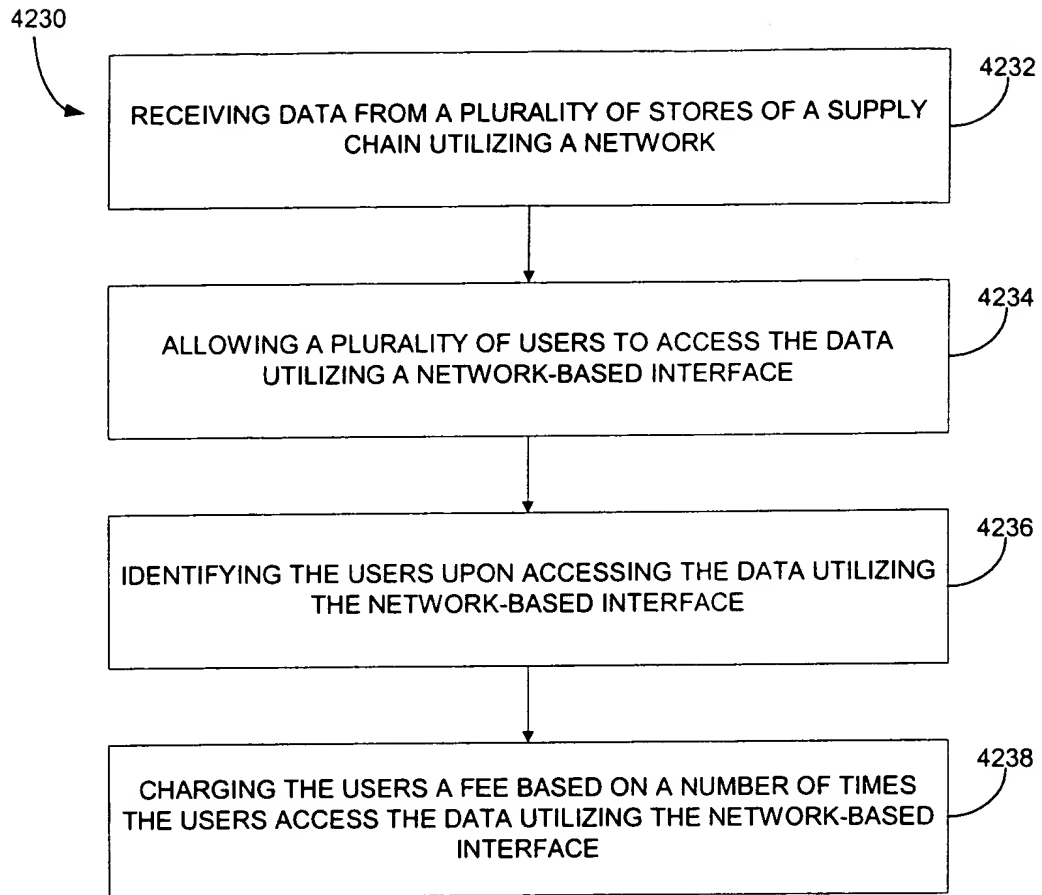 4230
4232
RECEIVING DATA FROM A PLURALITY OF STORES OF A SUPPLY
CHAIN UTILIZING A NETWORK
4234
ALLOWING A PLURALITY OF USERS TO ACCESS THE DATA
UTILIZING A NETWORK-BASED INTERFACE
4236
IDENTIFYING THE USERS UPON ACCESSING THE DATA UTILIZING
THE NETWORK-BASED INTERFACE
4238
CHARGING THE USERS A FEE BASED ON A NUMBER OF TIMES
THE USERS ACCESS THE DATA UTILIZING THE NETWORK-BASED
INTERFACE